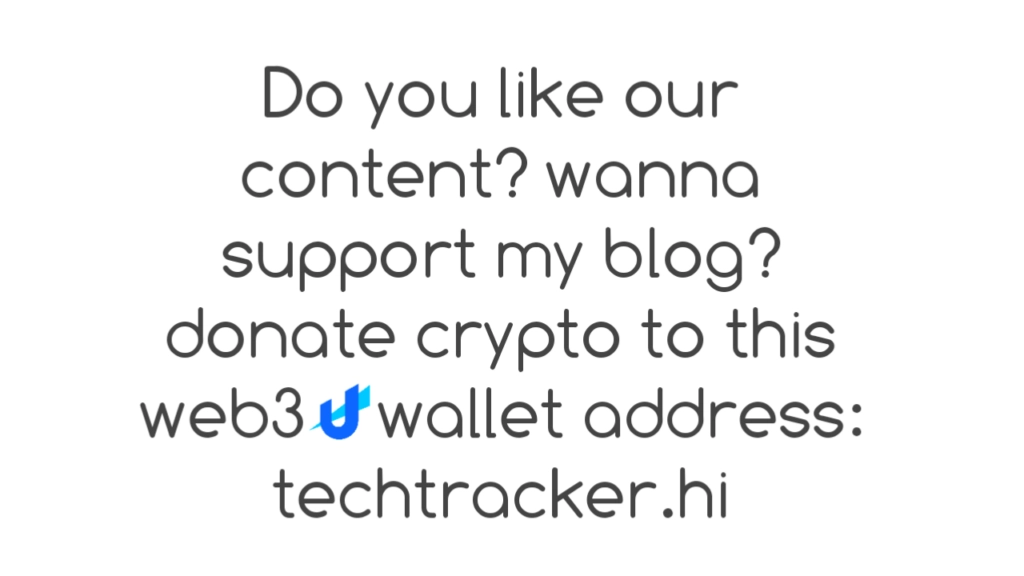 Do you like our
content? wanna
support my blog?
donate crypto to this
web3 wallet address:
techtracker.hi